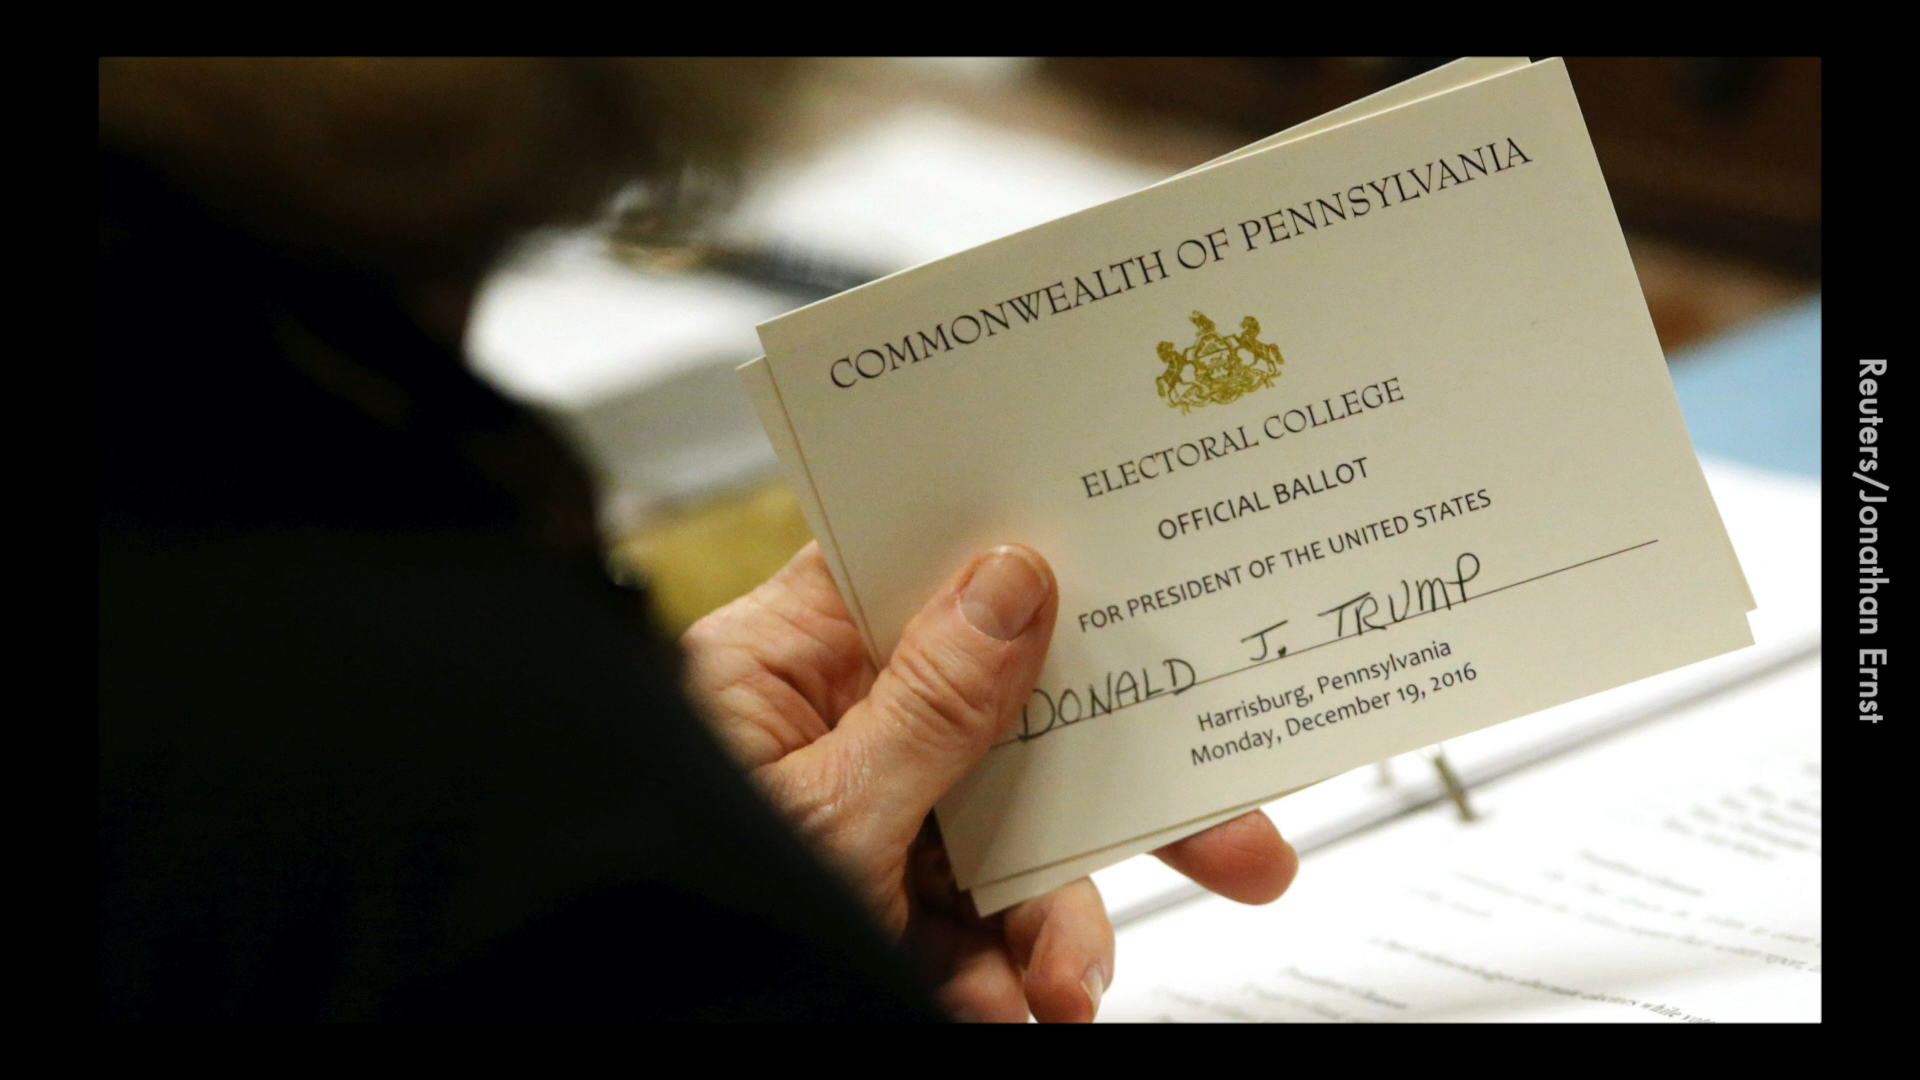 COMMONWEALTH OF PENNSYLVANIA
ELECTORAL COLLEGE
OFFICIAL BALLOT
FOR PRESIDENT OF THE UNITED STATES
DONALD J. TRUMP
Harrisburg, Pennsylvania
Monday, December 19, 2016
Reuters/Jonathan Ernst